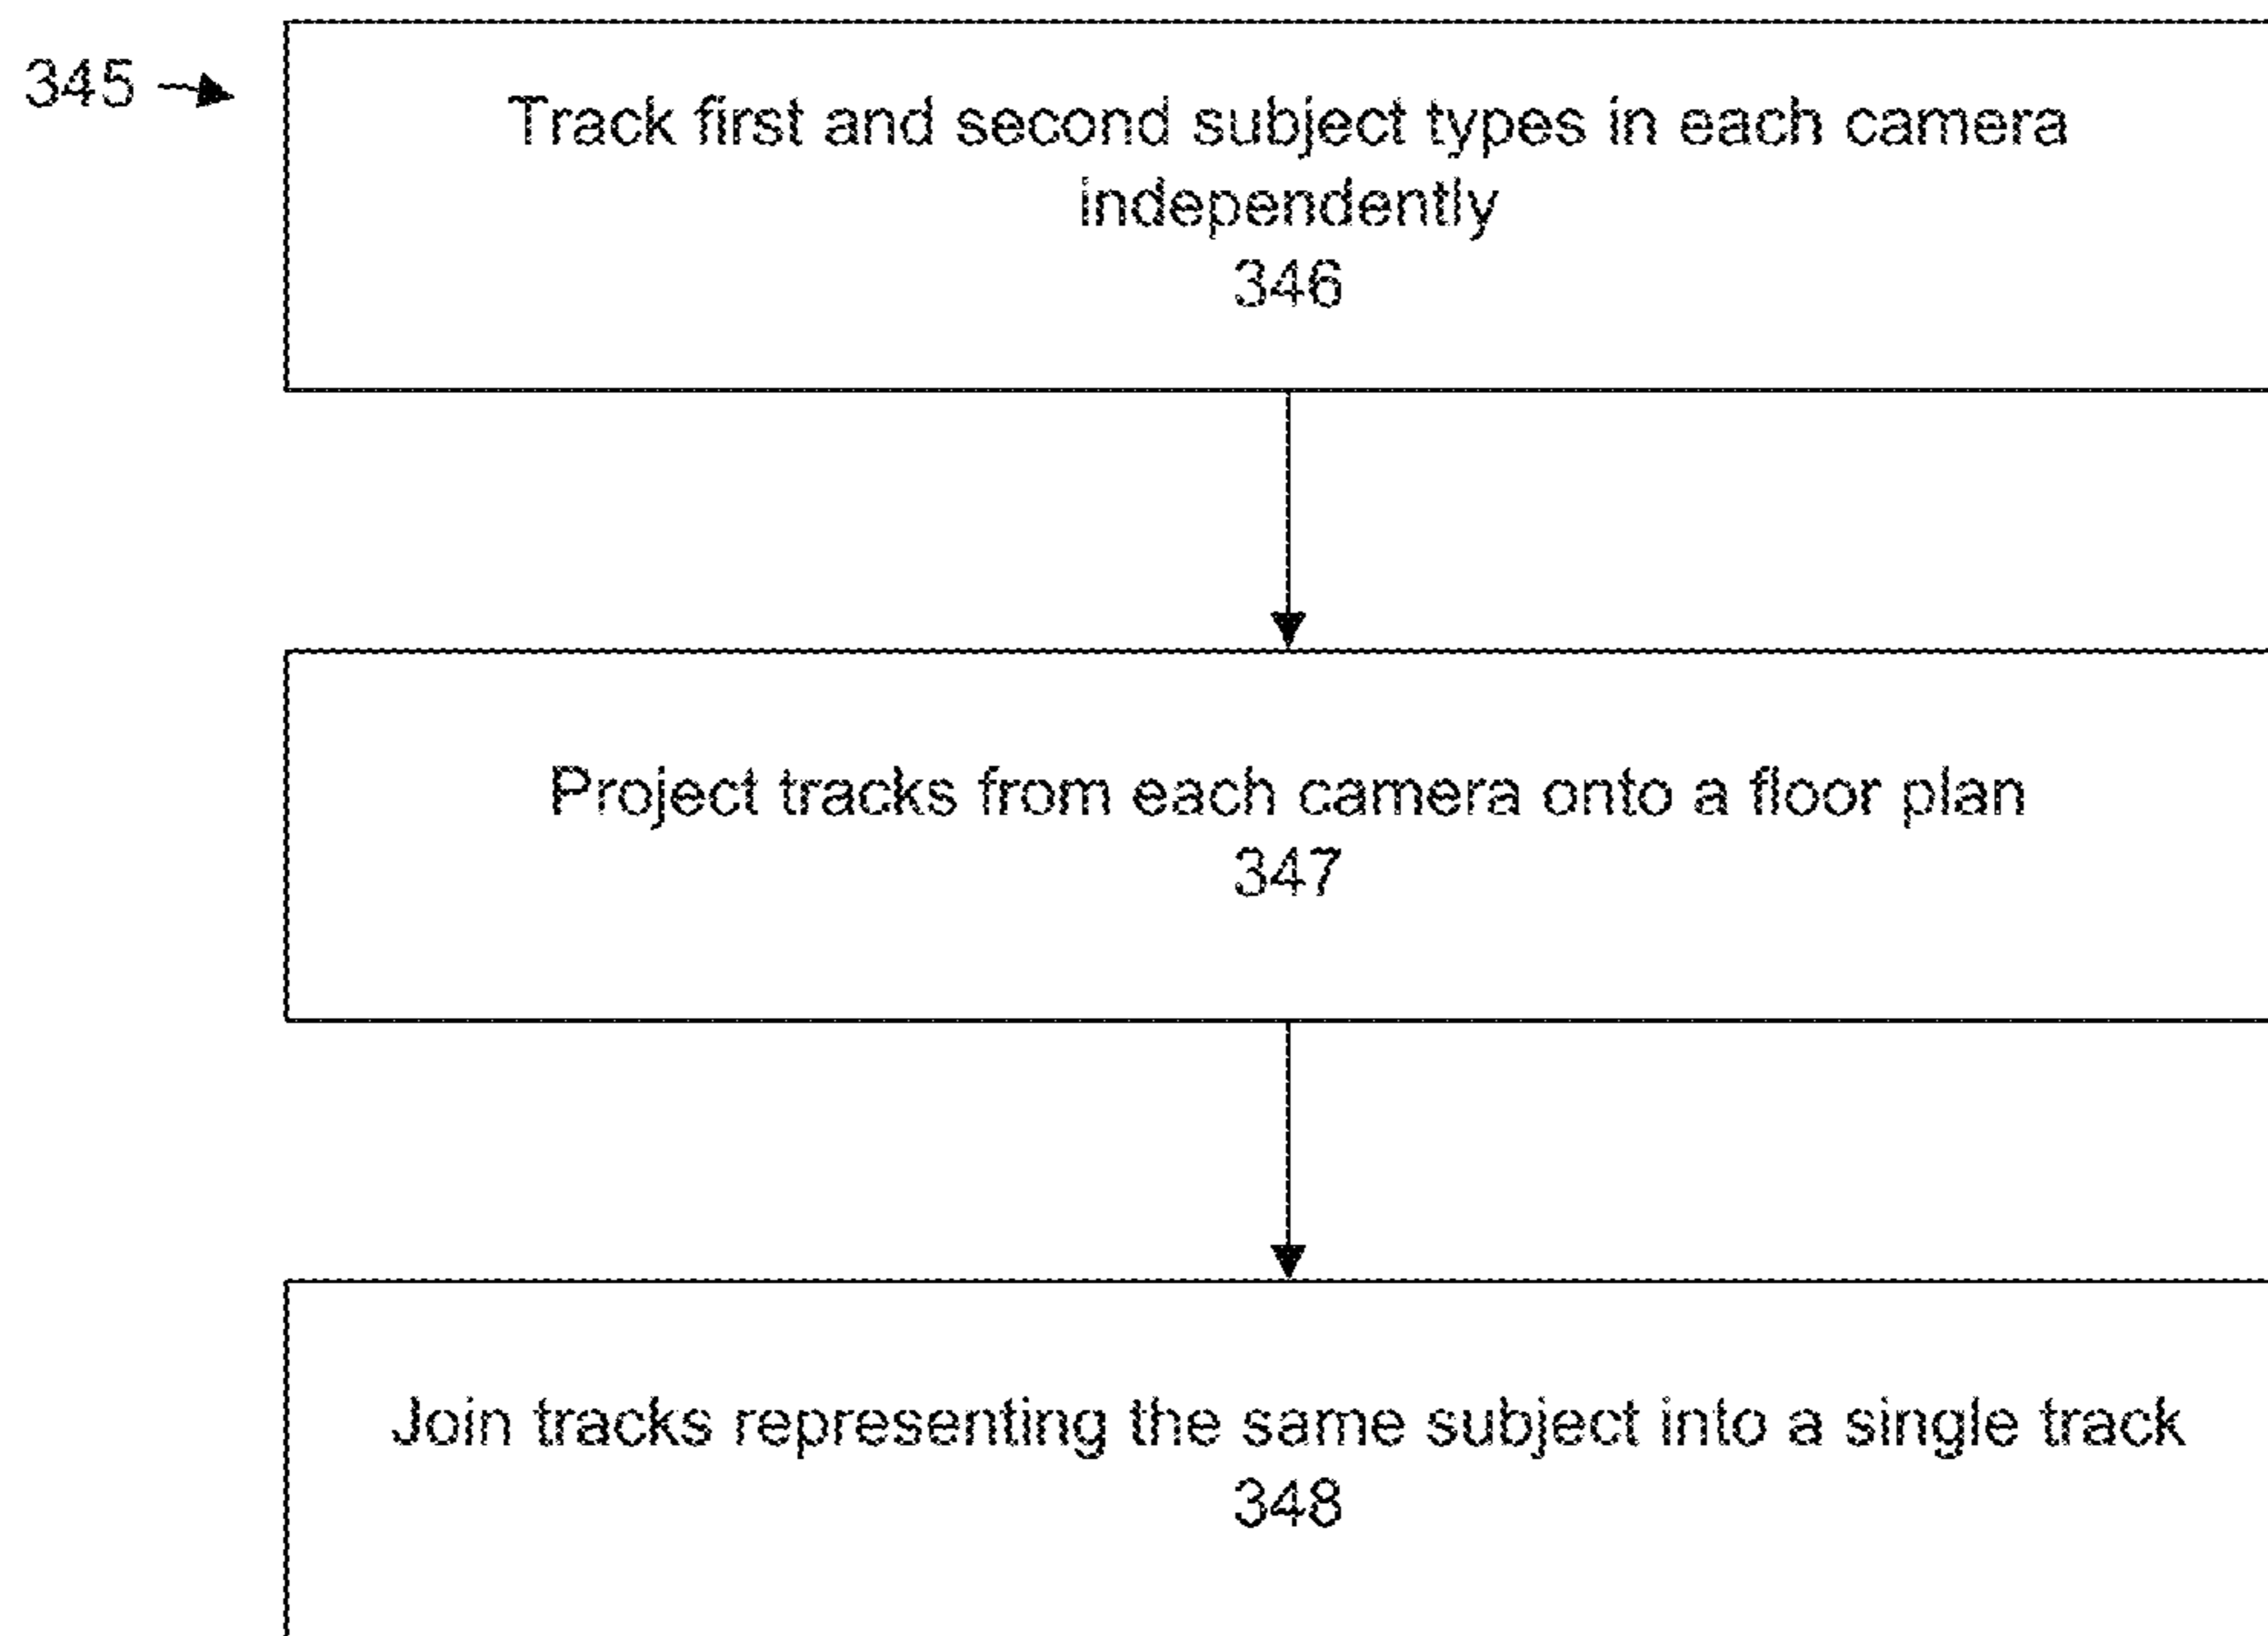 345
Track first and second subject types in each camera
independently
346
Project tracks from each camera onto a floor plan
347
Join tracks representing the same subject into a single track
348